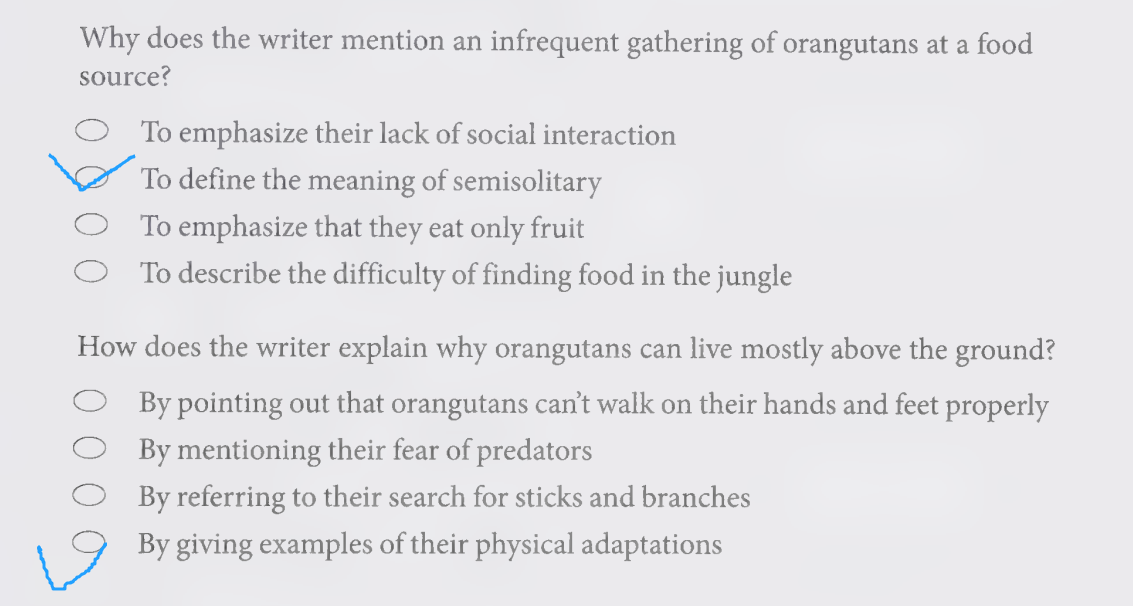 Why does the writer mention an infrequent gathering of orangutans at a food
source?
To emphasize their lack of social interaction
To define the meaning of semisolitary
To emphasize that they eat only fruit
To describe the difficulty of finding food in the jungle
How does the writer explain why orangutans can live mostly above the ground?
By pointing out that orangutans can't walk on their hands and feet properly
By mentioning their fear of predators
By referring to their search for sticks and branches
By giving examples of their physical adaptations